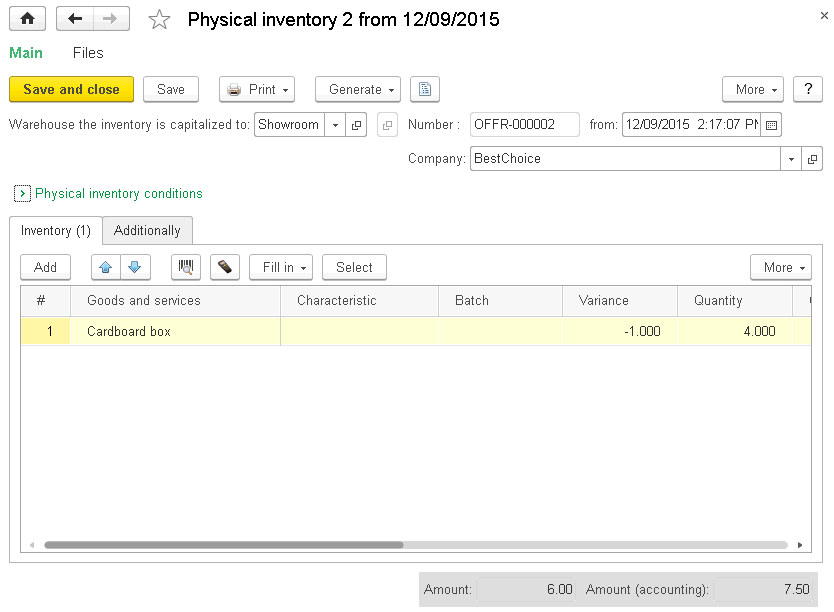 Physical inventory 2 from 12/09/2015
Main Files
Save and close Save Print Generate More ?
Warehouse the inventory is capitalized to: Showroom Number : OFFR-000002 from: 12/09/2015 2:17:07
Company: BestChoice
Physical inventory conditions
Inventory (1) Additionally
Add Fill in Select More
# Goods and services Characteristic Batch Variance Quantity
1 Cardboard box -1.000 4.000
Amount: 6.00 Amount (accounting): 7.50